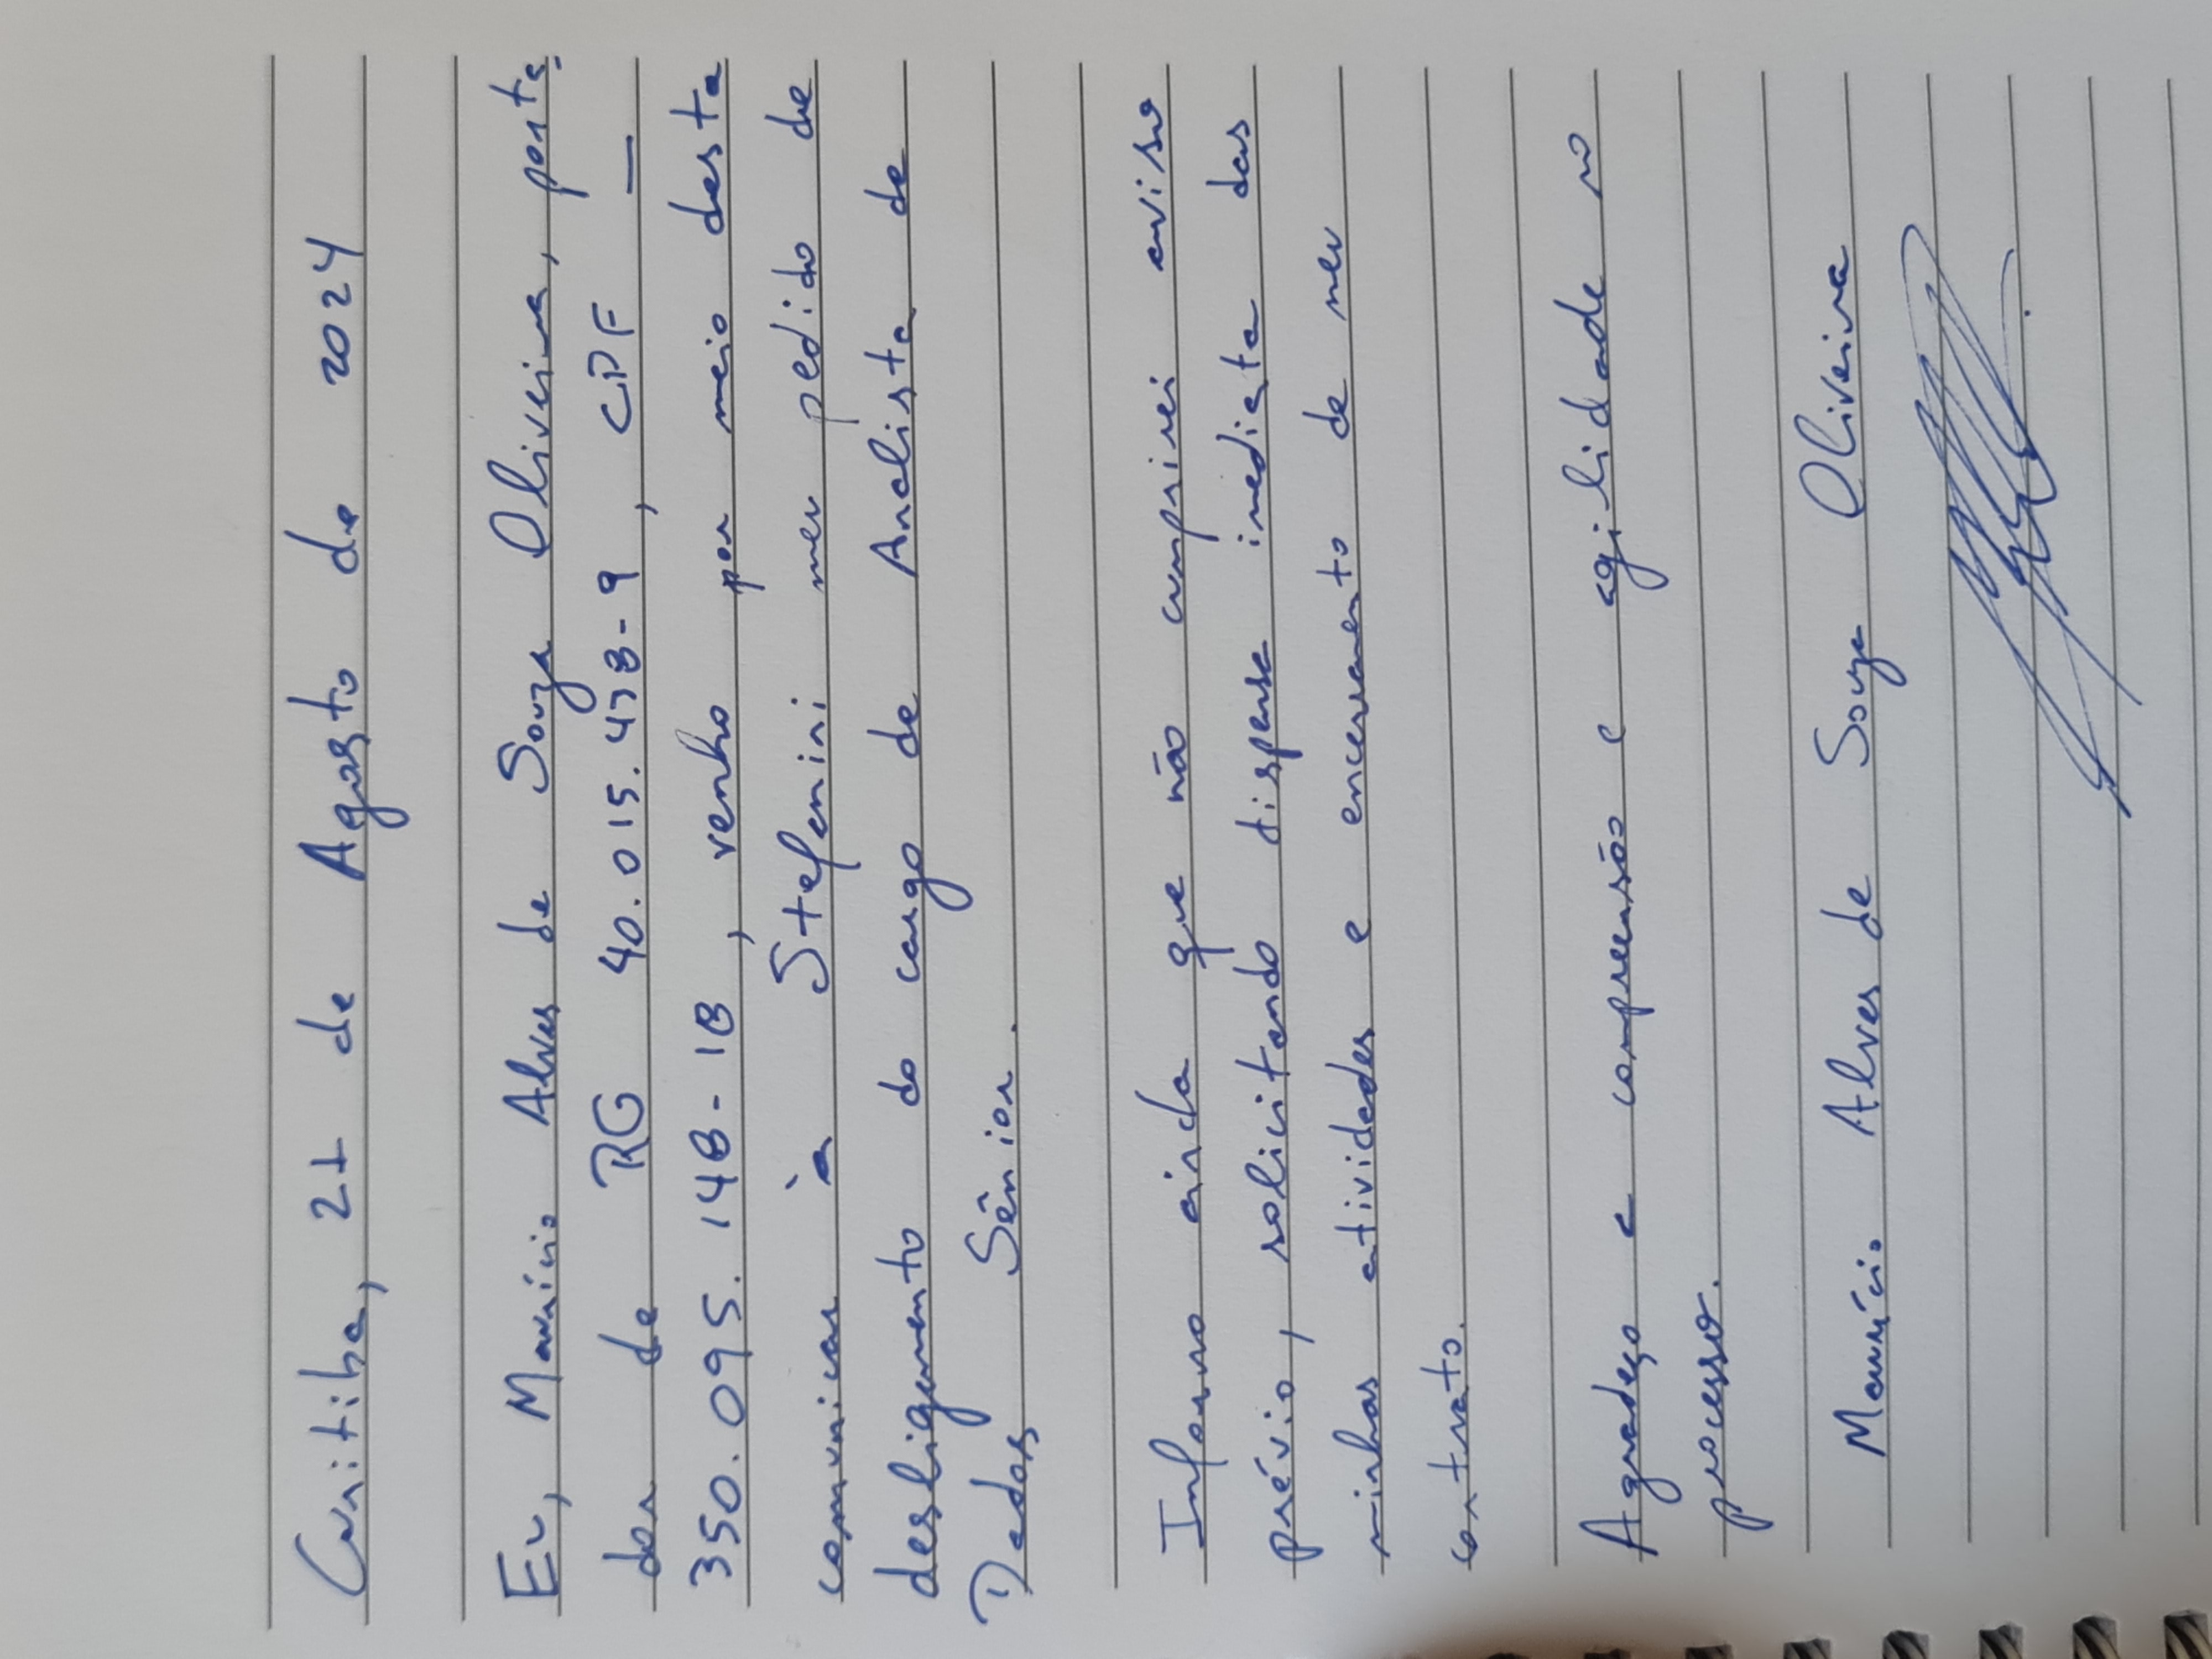 Curitiba, 21 de Agosto de 2024
Eu, Maurício Alves de Souza Oliveira, porta-
dor de RG 40.015.478-9, CPF —
350.095.148-18, venho por meio desta
comunicar à Stefanini meu pedido de
desligamento do cargo de Analista de
Dados Sênior.
Informo ainda que não cumprirei aviso
prévio, solicitando dispensa imediata das
minhas atividades e encerramento de meu
contrato.
Agradeço a compreensão e agilidade no
processo.
Maurício Alves de Souza Oliveira